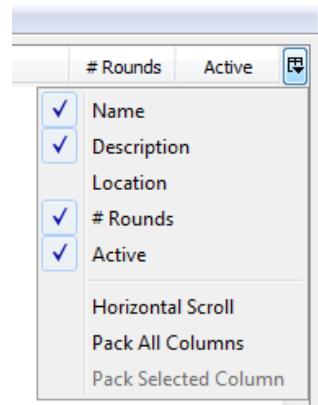 # Rounds Active
Name
Description
Location
# Rounds
Active
Horizontal Scroll
Pack All Columns
Pack Selected Column